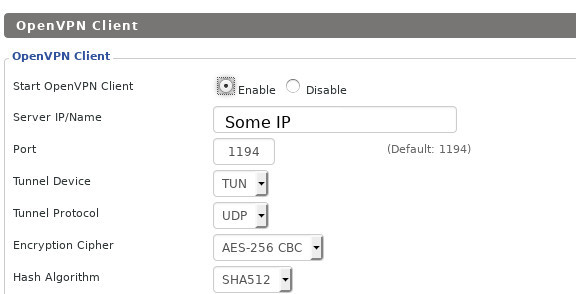 OpenVPN Client
OpenVPN Client
Start OpenVPN Client Enable Disable
Server IP/Name Some IP
Port 1194 (Default: 1194)
Tunnel Device TUN
Tunnel Protocol UDP
Encryption Cipher AES-256 CBC
Hash Algorithm SHA512